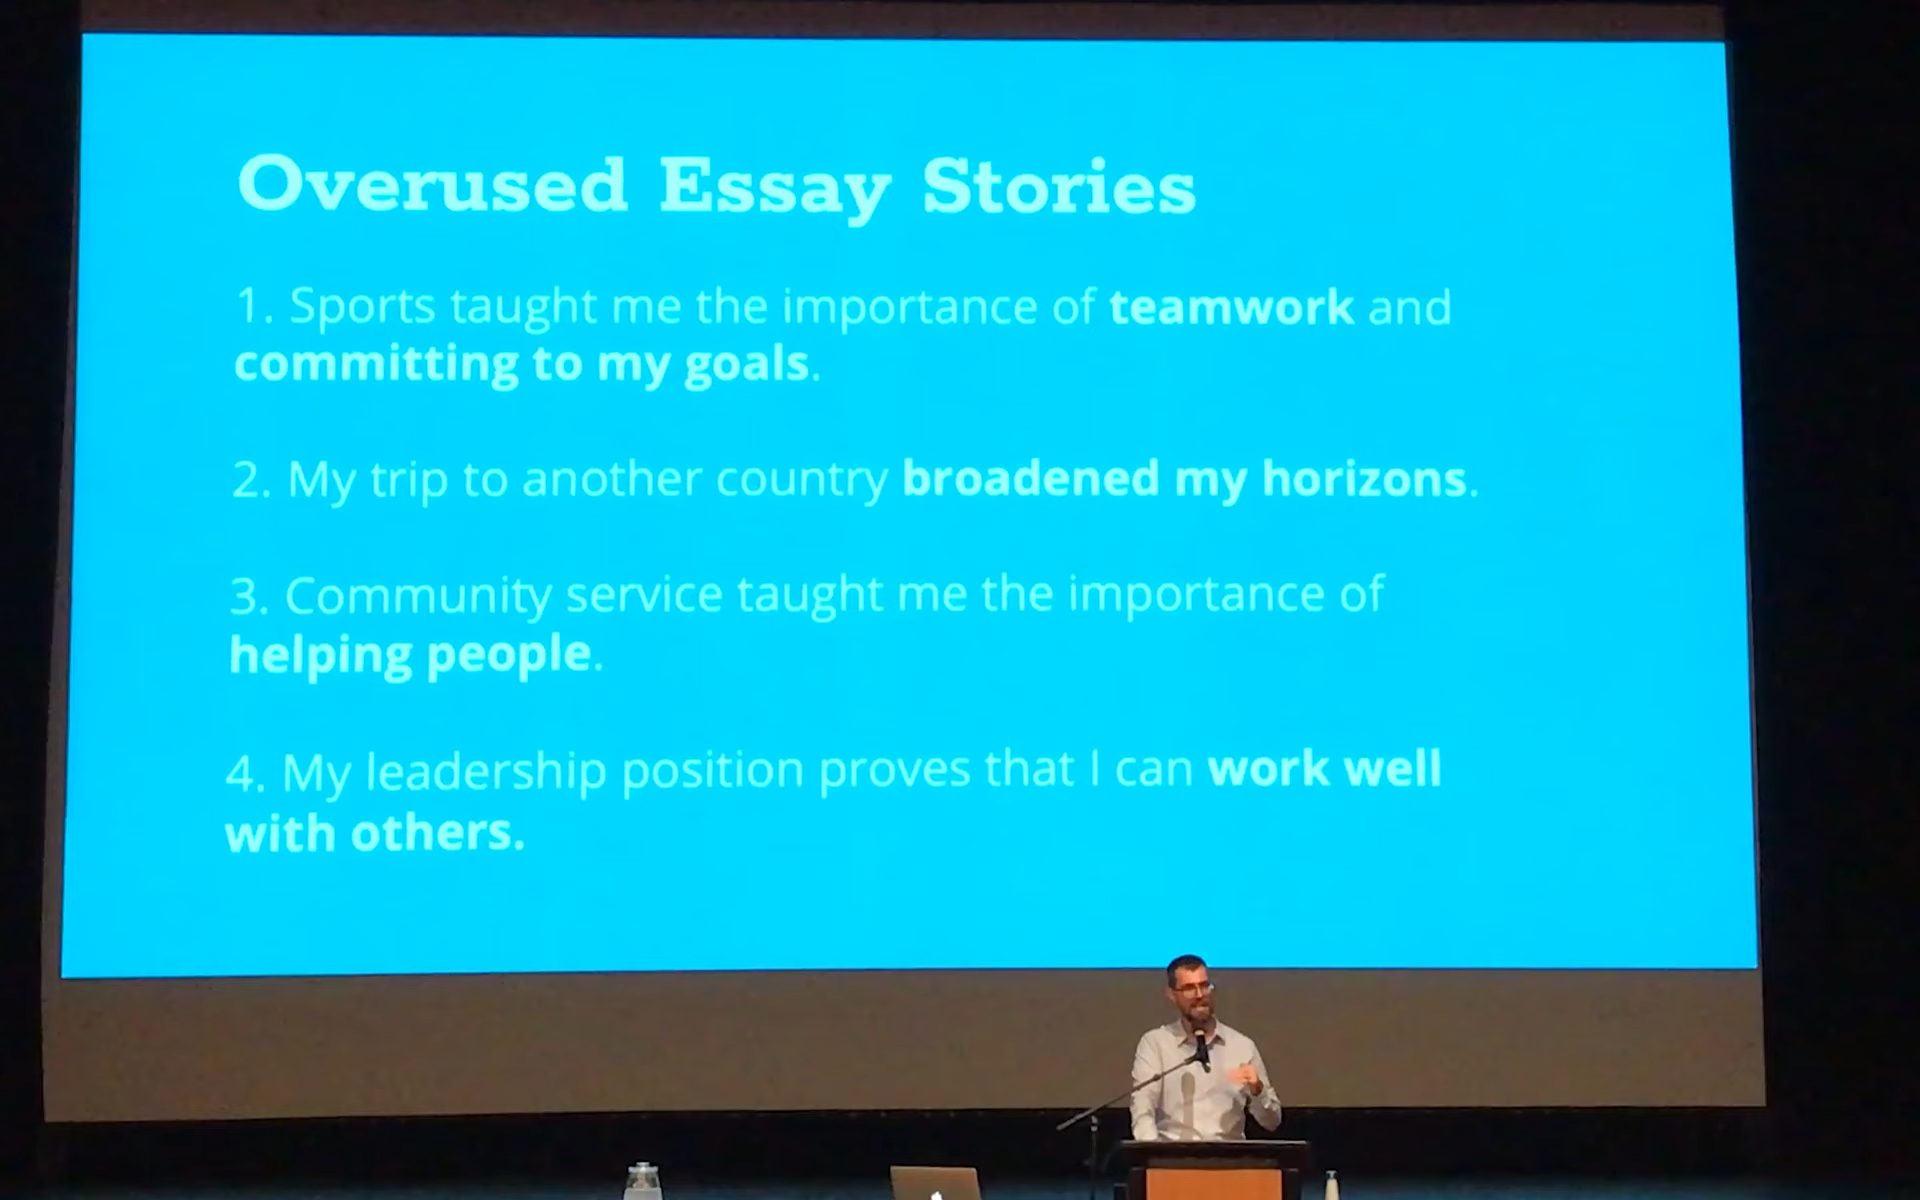 Overused Essay Stories
1. Sports taught me the importance of teamwork and
committing to my goals.
2. My trip to another country broadened my horizons.
3. Community service taught me the importance of
helping people.
4. My leadership position proves that I can work well
with others.